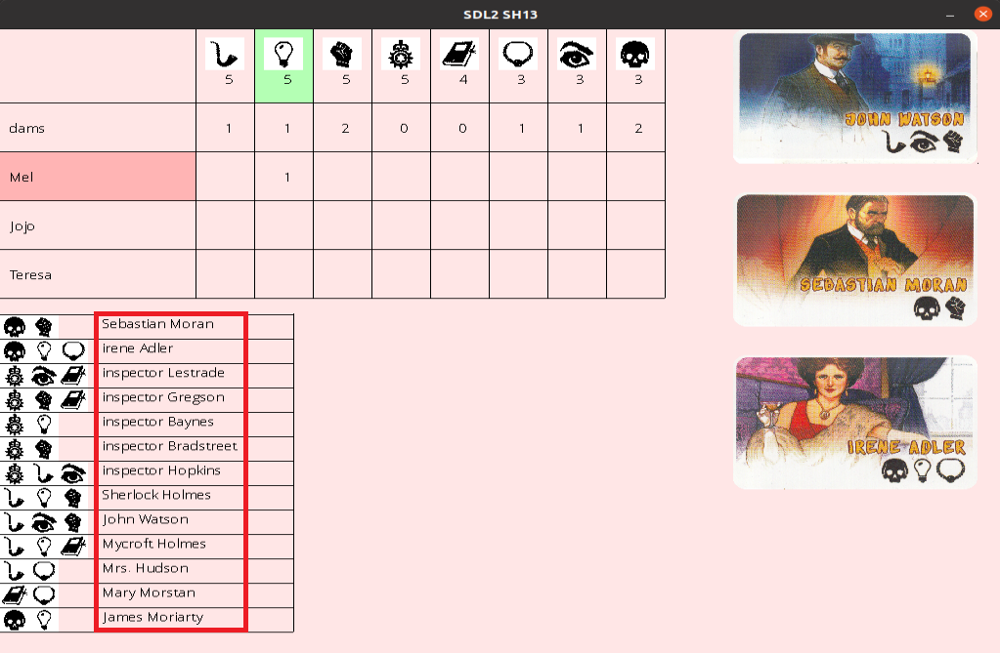 SDL2 SH13
5 5 5 5 4 3 3 3
dams 1 1 2 0 0 1 1 2
Mel 1
Jojo
Teresa
JOHN WATSON
SEBASTIAN MORAN
IRENE ADLER
Sebastian Moran
irene Adler
inspector Lestrade
inspector Gregson
inspector Baynes
inspector Bradstreet
inspector Hopkins
Sherlock Holmes
John Watson
Mycroft Holmes
Mrs. Hudson
Mary Morstan
James Moriarty